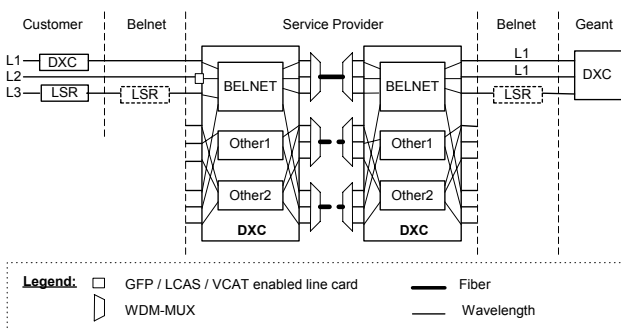 Customer Belnet Service Provider Belnet Geant
L1 DXC L1
L2 L1
L3 LSR LSR BELNET BELNET LSR DXC
Other1 Other1
Other2 Other2
DXC DXC
Legend: GFP / LCAS / VCAT enabled line card Fiber
WDM-MUX Wavelength